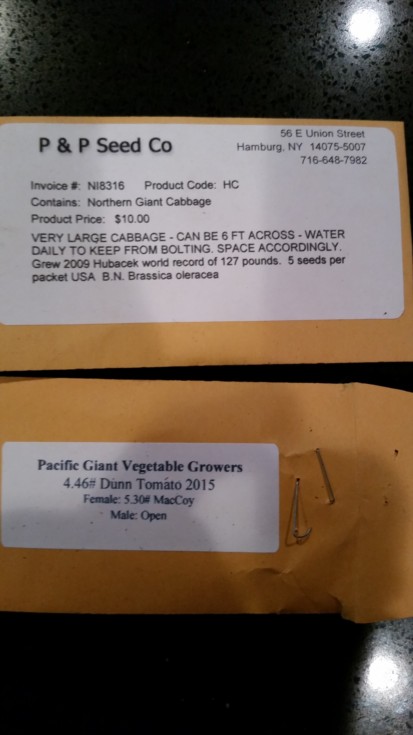 P & P Seed Co
56 E Union Street
Hamburg, NY 14075-5007
716-648-7982
Invoice #: NI8316 Product Code: HC
Contains: Northern Giant Cabbage
Product Price: $10.00
VERY LARGE CABBAGE - CAN BE 6 FT ACROSS - WATER
DAILY TO KEEP FROM BOLTING. SPACE ACCORDINGLY.
Grew 2009 Hubacek world record of 127 pounds. 5 seeds per
packet USA B.N. Brassica oleracea
Pacific Giant Vegetable Growers
4.46# Dunn Tomato 2015
Female: 5.30# MacCoy
Male: Open